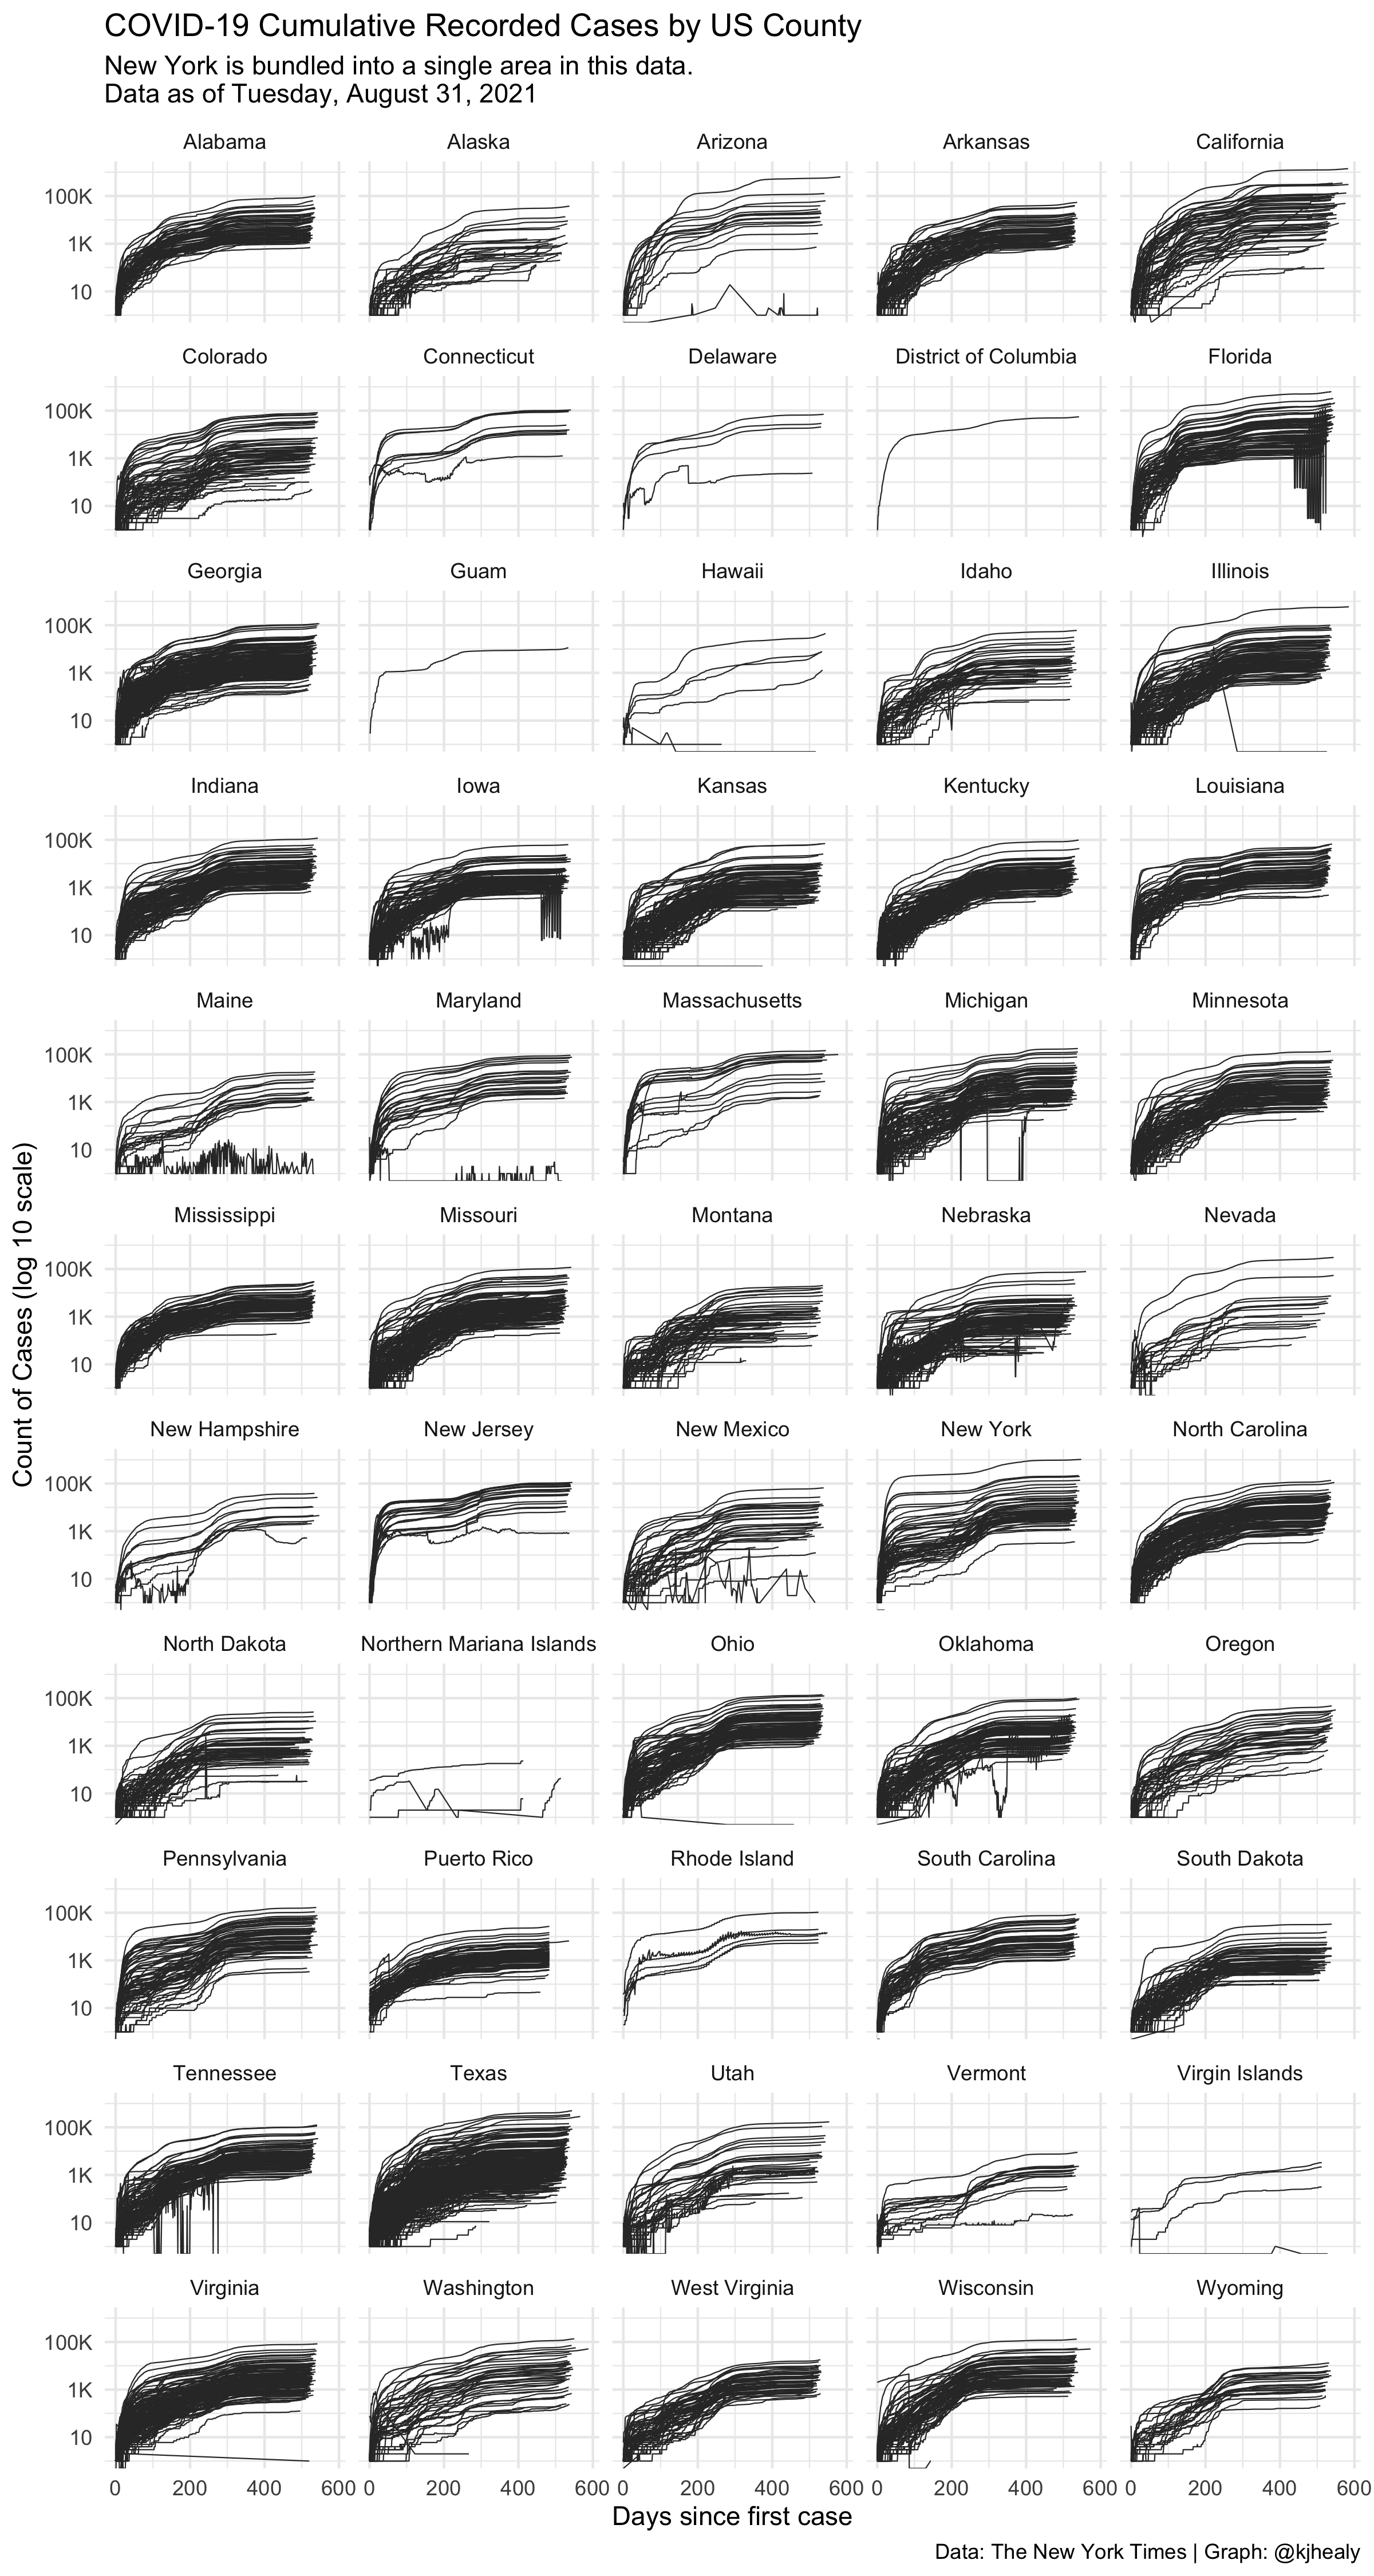 COVID-19 Cumulative Recorded Cases by US County
New York is bundled into a single area in this data.
Data as of Tuesday, August 31, 2021
Alabama Alaska Arizona Arkansas California
100K
1K
10
Colorado Connecticut Delaware District of Columbia Florida
100K
1K
10
Georgia Guam Hawaii Idaho Illinois
100K
1K
10
Indiana Iowa Kansas Kentucky Louisiana
100K
1K
10
Maine Maryland Massachusetts Michigan Minnesota
100K
1K
10
Count of Cases (log 10 scale)
Mississippi Missouri Montana Nebraska Nevada
100K
1K
10
New Hampshire New Jersey New Mexico New York North Carolina
100K
1K
10
North Dakota Northern Mariana Islands Ohio Oklahoma Oregon
100K
1K
10
Pennsylvania Puerto Rico Rhode Island South Carolina South Dakota
100K
1K
10
Tennessee Texas Utah Vermont Virgin Islands
100K
1K
10
Virginia Washington West Virginia Wisconsin Wyoming
100K
1K
10
0 200 400 600 0 200 400 600 0 200 400 600 0 200 400 600 0 200 400 600
Days since first case
Data: The New York Times | Graph: @kjhealy